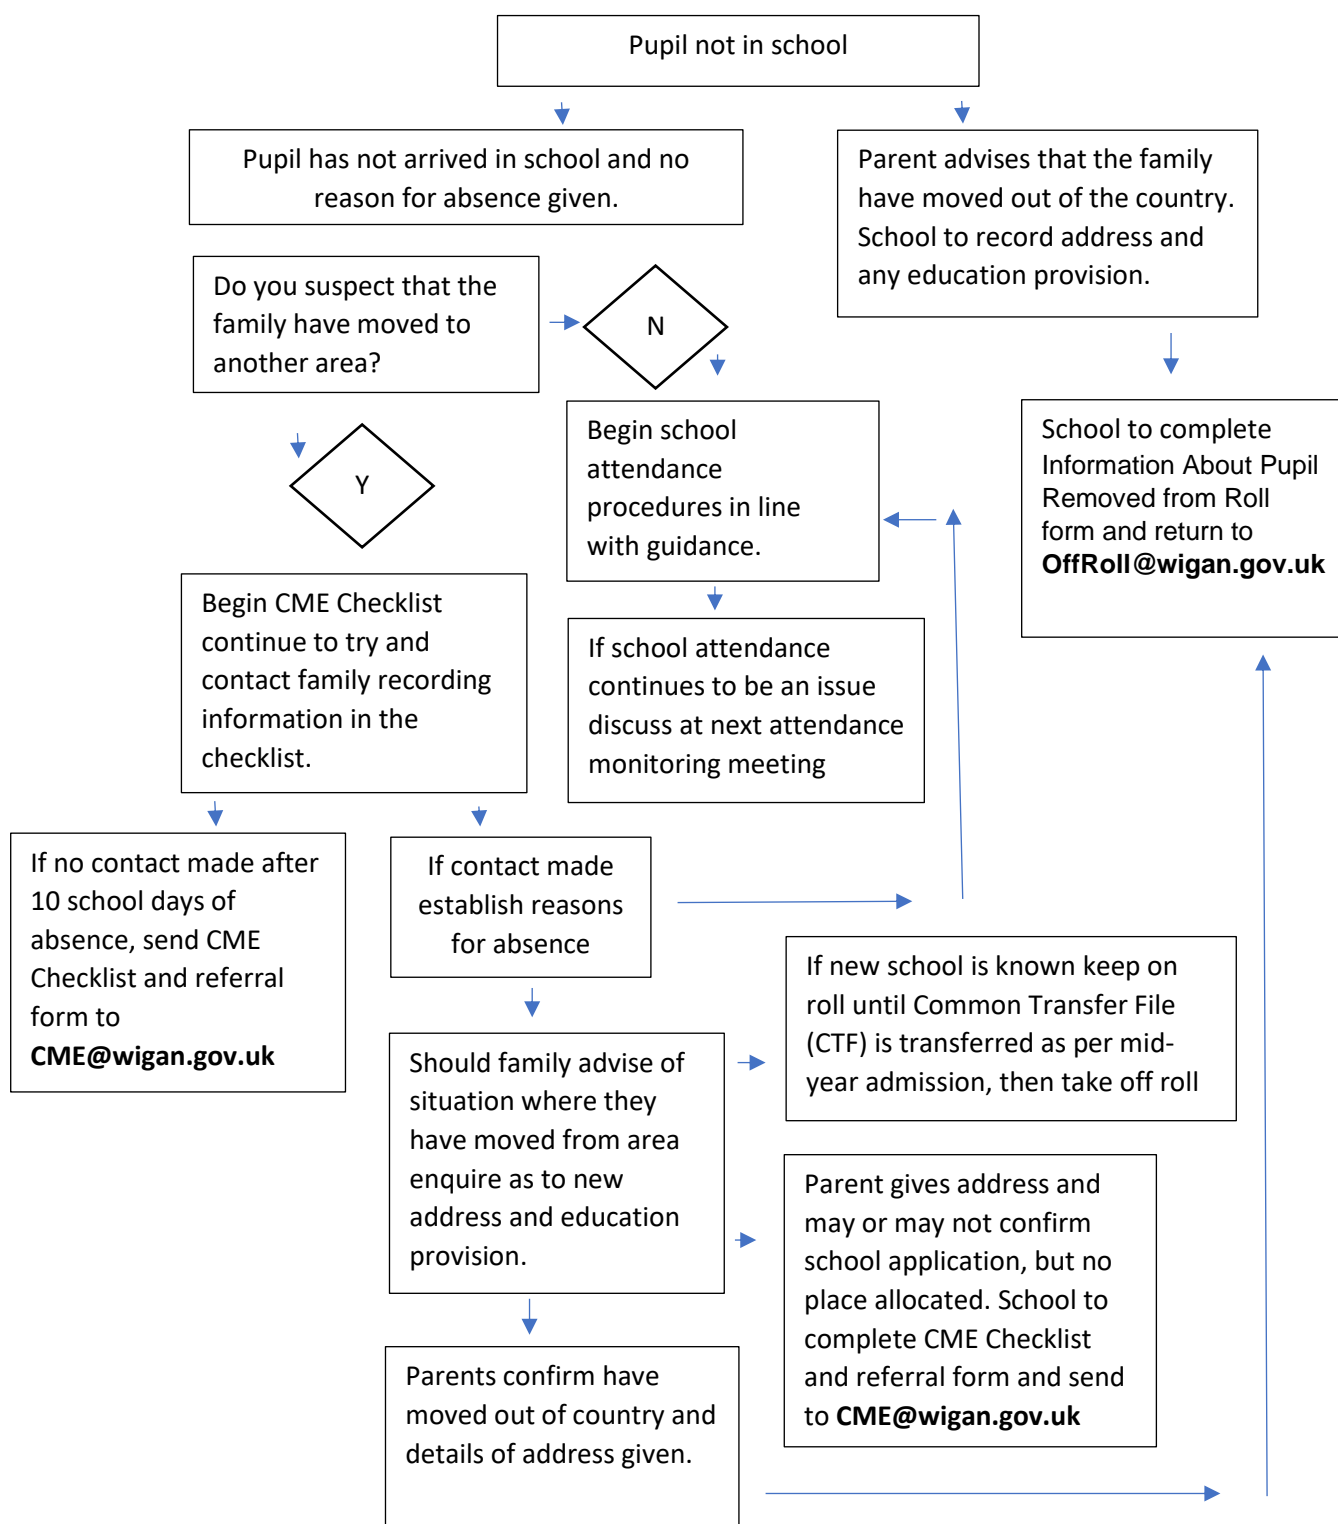 Pupil not in school
Pupil has not arrived in school and no
reason for absence given.
Parent advises that the family
have moved out of the country.
School to record address and
any education provision.
Do you suspect that the
family have moved to
another area?
N
Y
Begin school
attendance
procedures in line
with guidance.
School to complete
Information About Pupil
Removed from Roll
form and return to
OffRoll@wigan.gov.uk
Begin CME Checklist
continue to try and
contact family recording
information in the
checklist.
If school attendance
continues to be an issue
discuss at next attendance
monitoring meeting
If no contact made after
10 school days of
absence, send CME
Checklist and referral
form to
CME@wigan.gov.uk
If contact made
establish reasons
for absence
If new school is known keep on
roll until Common Transfer File
(CTF) is transferred as per mid-
year admission, then take off roll
Should family advise of
situation where they
have moved from area
enquire as to new
address and education
provision.
Parent gives address and
may or may not confirm
school application, but no
place allocated. School to
complete CME Checklist
and referral form and send
to CME@wigan.gov.uk
Parents confirm have
moved out of country and
details of address given.